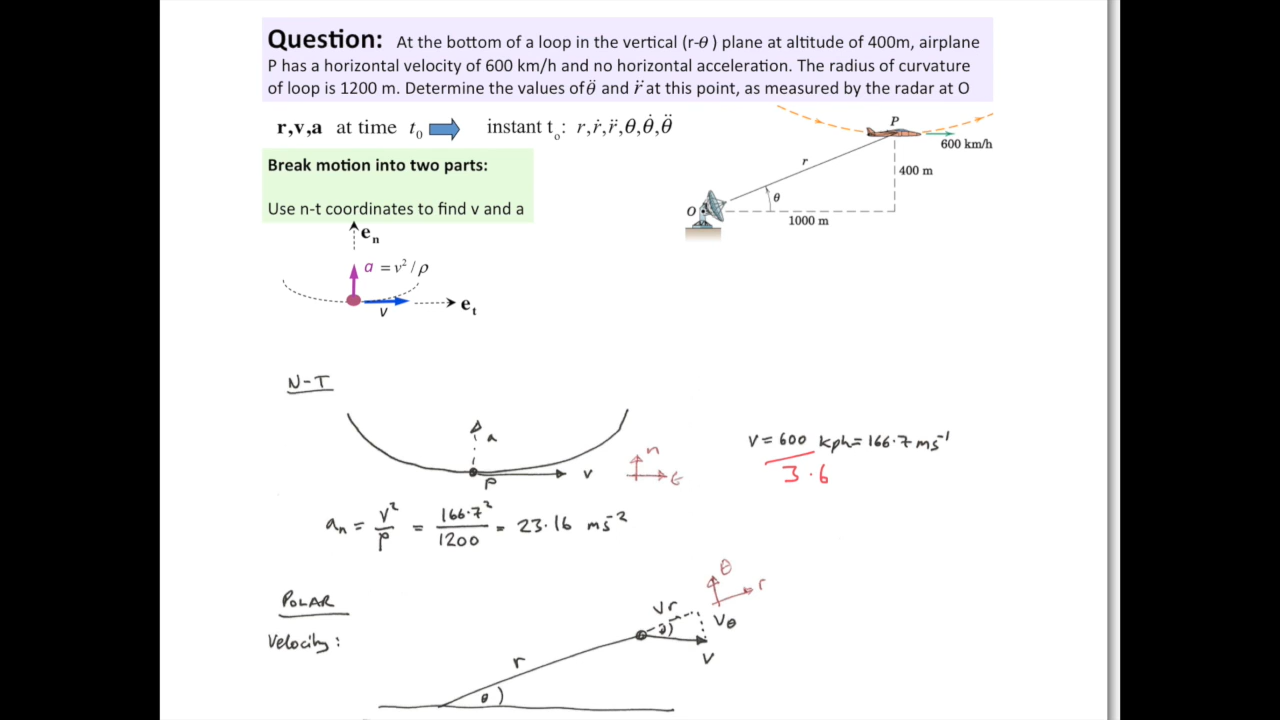 Question: At the bottom of a loop in the vertical (r-θ ) plane at altitude of 400m, airplane
P has a horizontal velocity of 600 km/h and no horizontal acceleration. The radius of curvature
of loop is 1200 m. Determine the values of θ̈ and r̈ at this point, as measured by the radar at O
r,v,a at time t₀ instant tₒ: r,ṙ,r̈,θ,θ̇,θ̈
P
600 km/h
r
400 m
θ
O
1000 m
Break motion into two parts:
Use n-t coordinates to find v and a
eₙ
a = v² / ρ
eₜ
v
N-T
a
n
v
t
P
v = 600 kph = 166.7 ms⁻¹
3.6
aₙ = v²/ρ = 166.7²/1200 = 23.16 ms⁻²
POLAR
θ
r
Velocity:
vr
θ
vθ
v
r
θ